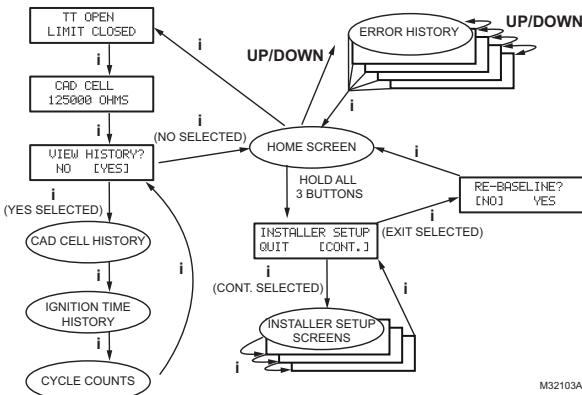 TT OPEN
LIMIT CLOSED
i
CAD CELL
125000 OHMS
i
VIEW HISTORY?
NO [YES]
i
(YES SELECTED)
CAD CELL HISTORY
i
IGNITION TIME
HISTORY
i
CYCLE COUNTS
i
i
(NO SELECTED)
i
UP/DOWN
ERROR HISTORY
UP/DOWN
i
HOME SCREEN
HOLD ALL
3 BUTTONS
i
RE-BASELINE?
[NO] YES
INSTALLER SETUP
QUIT [CONT.]
i
(EXIT SELECTED)
i
(CONT. SELECTED)
i
INSTALLER SETUP
SCREENS
i
M32103A